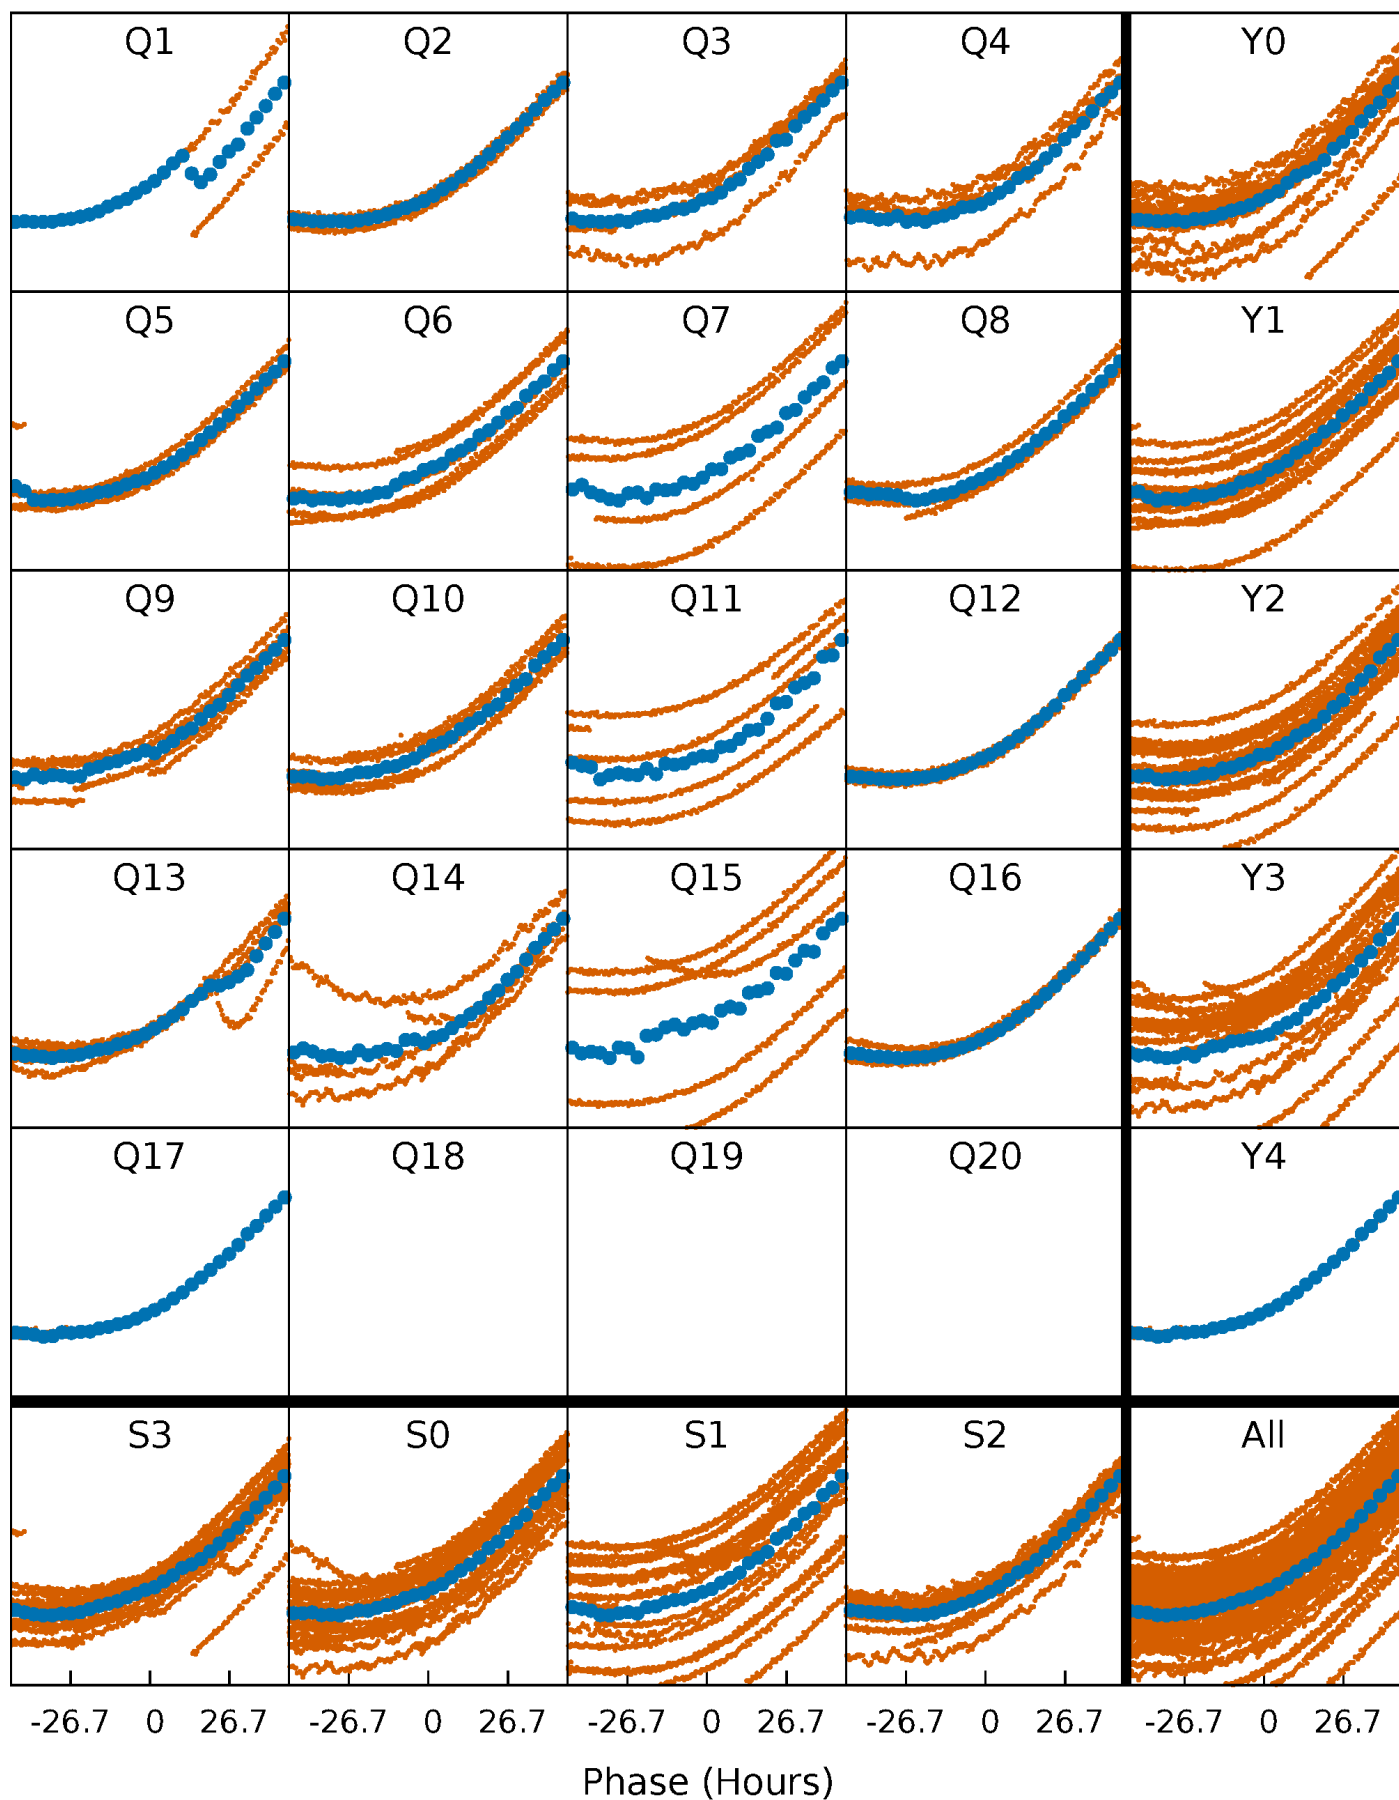 Q1 Q2 Q3 Q4 Y0
Q5 Q6 Q7 Q8 Y1
Q9 Q10 Q11 Q12 Y2
Q13 Q14 Q15 Q16 Y3
Q17 Q18 Q19 Q20 Y4
S3 S0 S1 S2 All
-26.7 0 26.7 -26.7 0 26.7 -26.7 0 26.7 -26.7 0 26.7 -26.7 0 26.7
Phase (Hours)